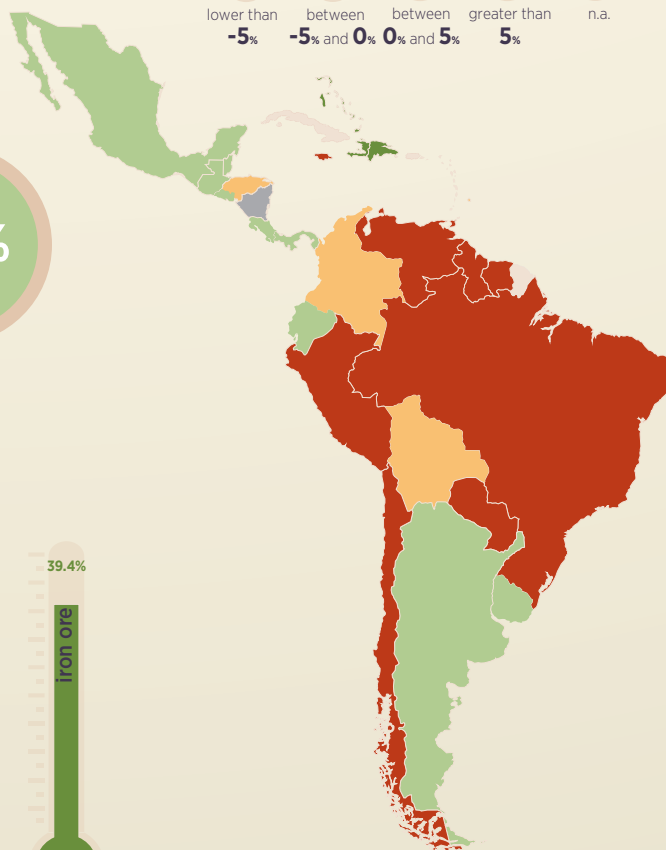 lower than between between greater than n.a.
-5% -5% and 0% 0% and 5% 5%
%
39.4%
iron ore